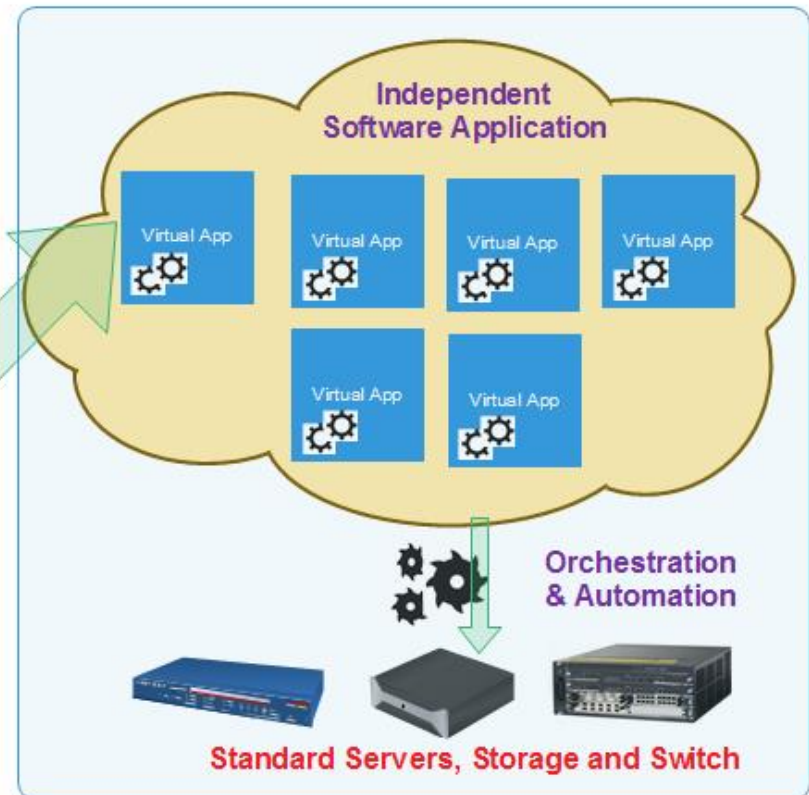 Independent
Software Application
Virtual App
Virtual App
Virtual App
Virtual App
Virtual App
Virtual App
Orchestration
& Automation
Standard Servers, Storage and Switch